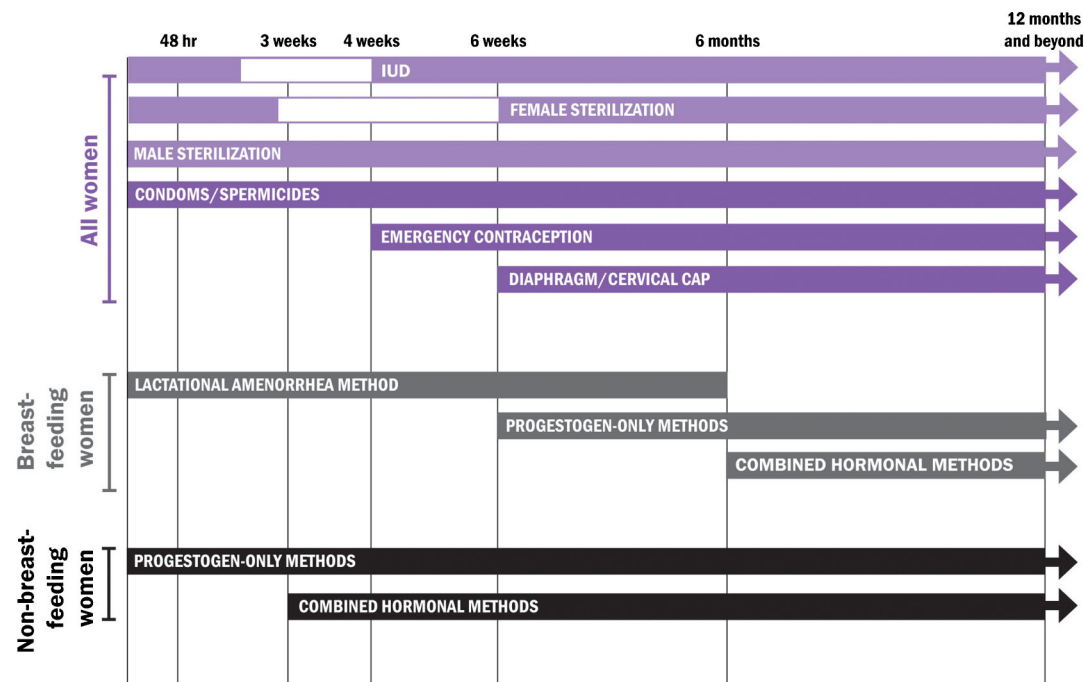 48 hr 3 weeks 4 weeks 6 weeks 6 months 12 months
and beyond
All women
IUD
FEMALE STERILIZATION
MALE STERILIZATION
CONDOMS/SPERMICIDES
EMERGENCY CONTRACEPTION
DIAPHRAGM/CERVICAL CAP
Breast-
feeding
women
LACTATIONAL AMENORRHEA METHOD
PROGESTOGEN-ONLY METHODS
COMBINED HORMONAL METHODS
Non-breast-
feeding
women
PROGESTOGEN-ONLY METHODS
COMBINED HORMONAL METHODS